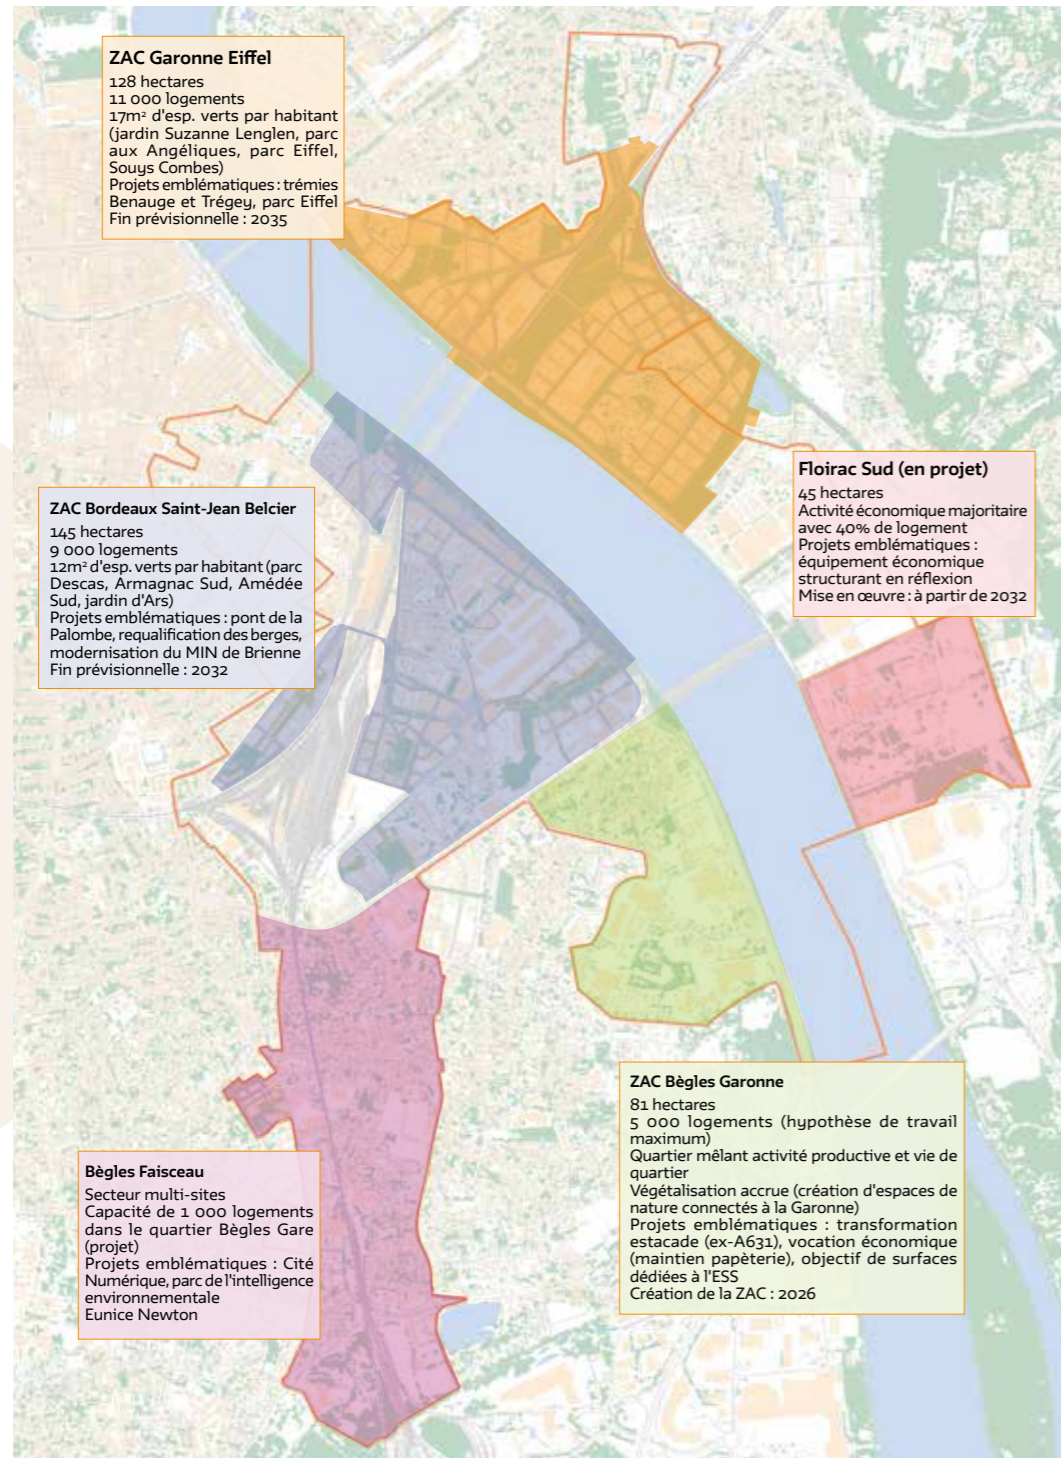 ZAC Garonne Eiffel
128 hectares
11 000 logements
17m² d'esp. verts par habitant
(jardin Suzanne Lenglen, parc
aux Angéliques, parc Eiffel,
Souys Combes)
Projets emblématiques : trémies
Benauge et Trégey, parc Eiffel
Fin prévisionnelle : 2035
Floirac Sud (en projet)
45 hectares
Activité économique majoritaire
avec 40% de logement
Projets emblématiques :
équipement économique
structurant en réflexion
Mise en œuvre : à partir de 2032
ZAC Bordeaux Saint-Jean Belcier
145 hectares
9 000 logements
12m² d'esp. verts par habitant (parc
Descas, Armagnac Sud, Amédée
Sud, jardin d'Ars)
Projets emblématiques : pont de la
Palombe, requalification des berges,
modernisation du MIN de Brienne
Fin prévisionnelle : 2032
ZAC Bègles Garonne
81 hectares
5 000 logements (hypothèse de travail
maximum)
Quartier mêlant activité productive et vie de
quartier
Végétalisation accrue (création d'espaces de
nature connectés à la Garonne)
Projets emblématiques : transformation
estacade (ex-A631), vocation économique
(maintien papèterie), objectif de surfaces
dédiées à l'ESS
Création de la ZAC : 2026
Bègles Faisceau
Secteur multi-sites
Capacité de 1 000 logements
dans le quartier Bègles Gare
(projet)
Projets emblématiques : Cité
Numérique, parc de l'intelligence
environnementale
Eunice Newton